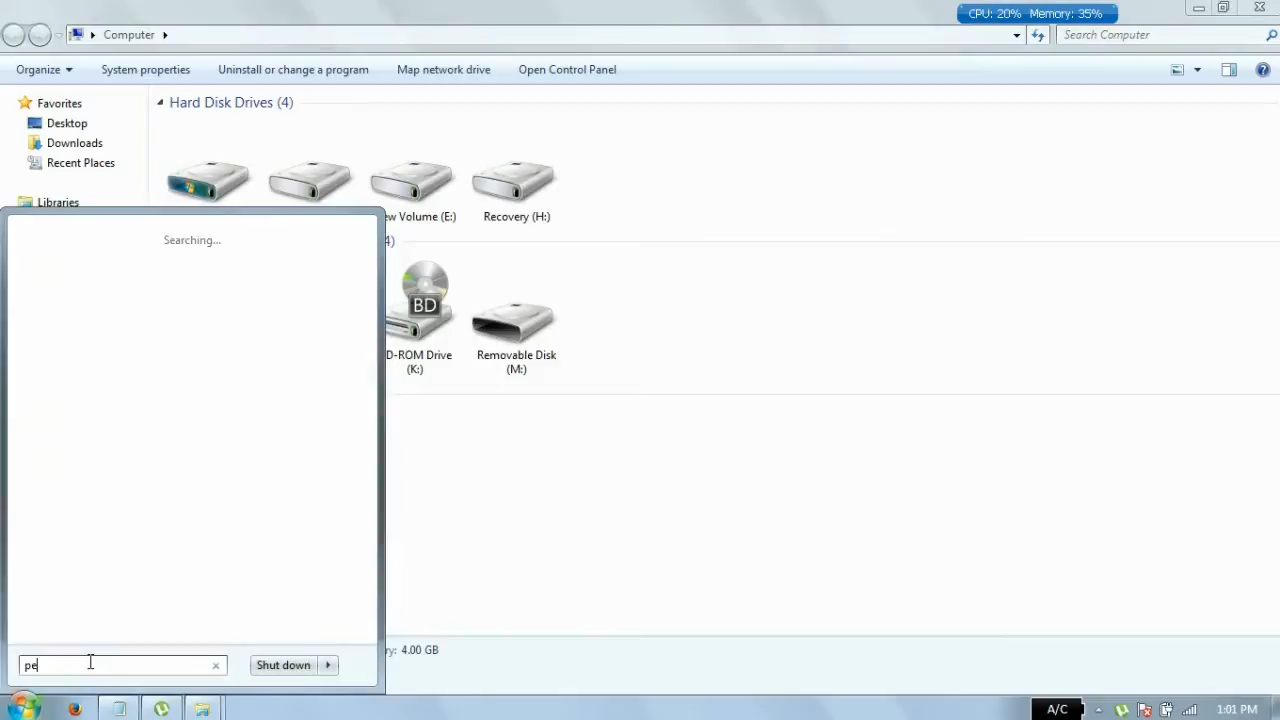 CPU: 20% Memory: 35%
Computer
Search Computer
Organize System properties Uninstall or change a program Map network drive Open Control Panel
Favorites
Desktop
Downloads
Recent Places
Libraries
Hard Disk Drives (4)
ew Volume (E:) Recovery (H:)
4)
BD
D-ROM Drive (K:)
Removable Disk (M:)
Searching...
ry: 4.00 GB
pe
Shut down
A/C 1:01 PM